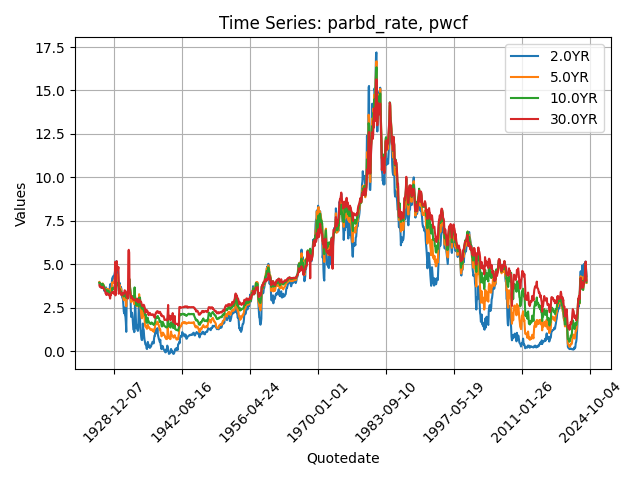 Time Series: parbd_rate, pwcf
17.5
15.0
12.5
10.0
7.5
5.0
2.5
0.0
Values
2.0YR
5.0YR
10.0YR
30.0YR
1928-12-07
1942-08-16
1956-04-24
1970-01-01
1983-09-10
1997-05-19
2011-01-26
2024-10-04
Quotedate